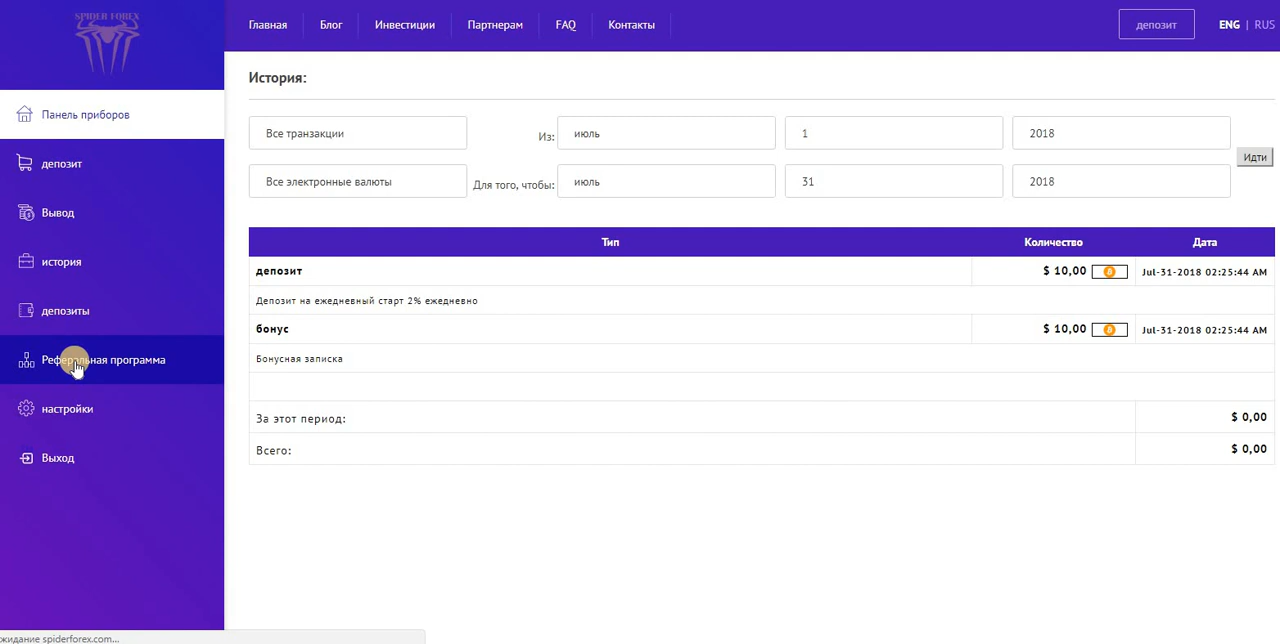 SPIDER FOREX
Главная
Блог
Инвестиции
Партнерам
FAQ
Контакты
депозит
ENG | RUS
Панель приборов
депозит
Вывод
история
депозиты
Реферальная программа
настройки
Выход
История:
Все транзакции
Из:
июль
1
2018
Идти
Все электронные валюты
Для того, чтобы:
июль
31
2018
Тип
Количество
Дата
депозит
$ 10,00
Jul-31-2018 02:25:44 AM
Депозит на ежедневный старт 2% ежедневно
бонус
$ 10,00
Jul-31-2018 02:25:44 AM
Бонусная записка
За этот период:
$ 0,00
Всего:
$ 0,00
жидание spiderforex.com...